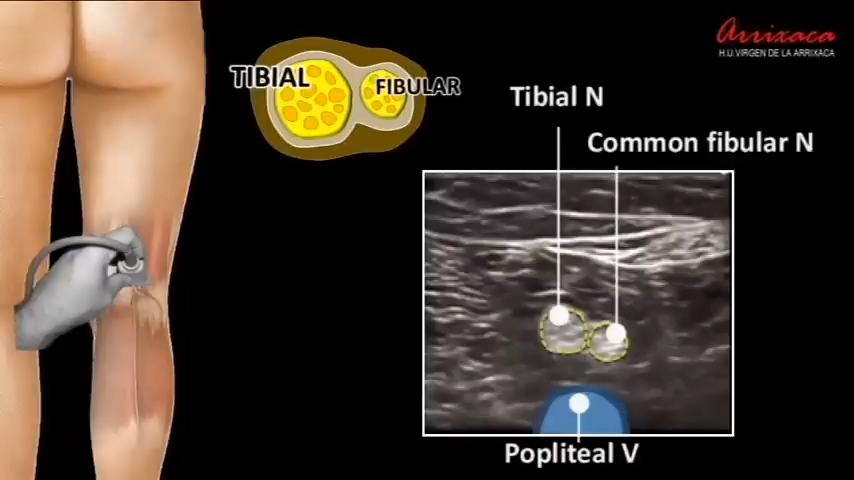 Arrixaca
H.U.VIRGEN DE LA ARRIXACA
TIBIAL
FIBULAR
Tibial N
Common fibular N
Popliteal V